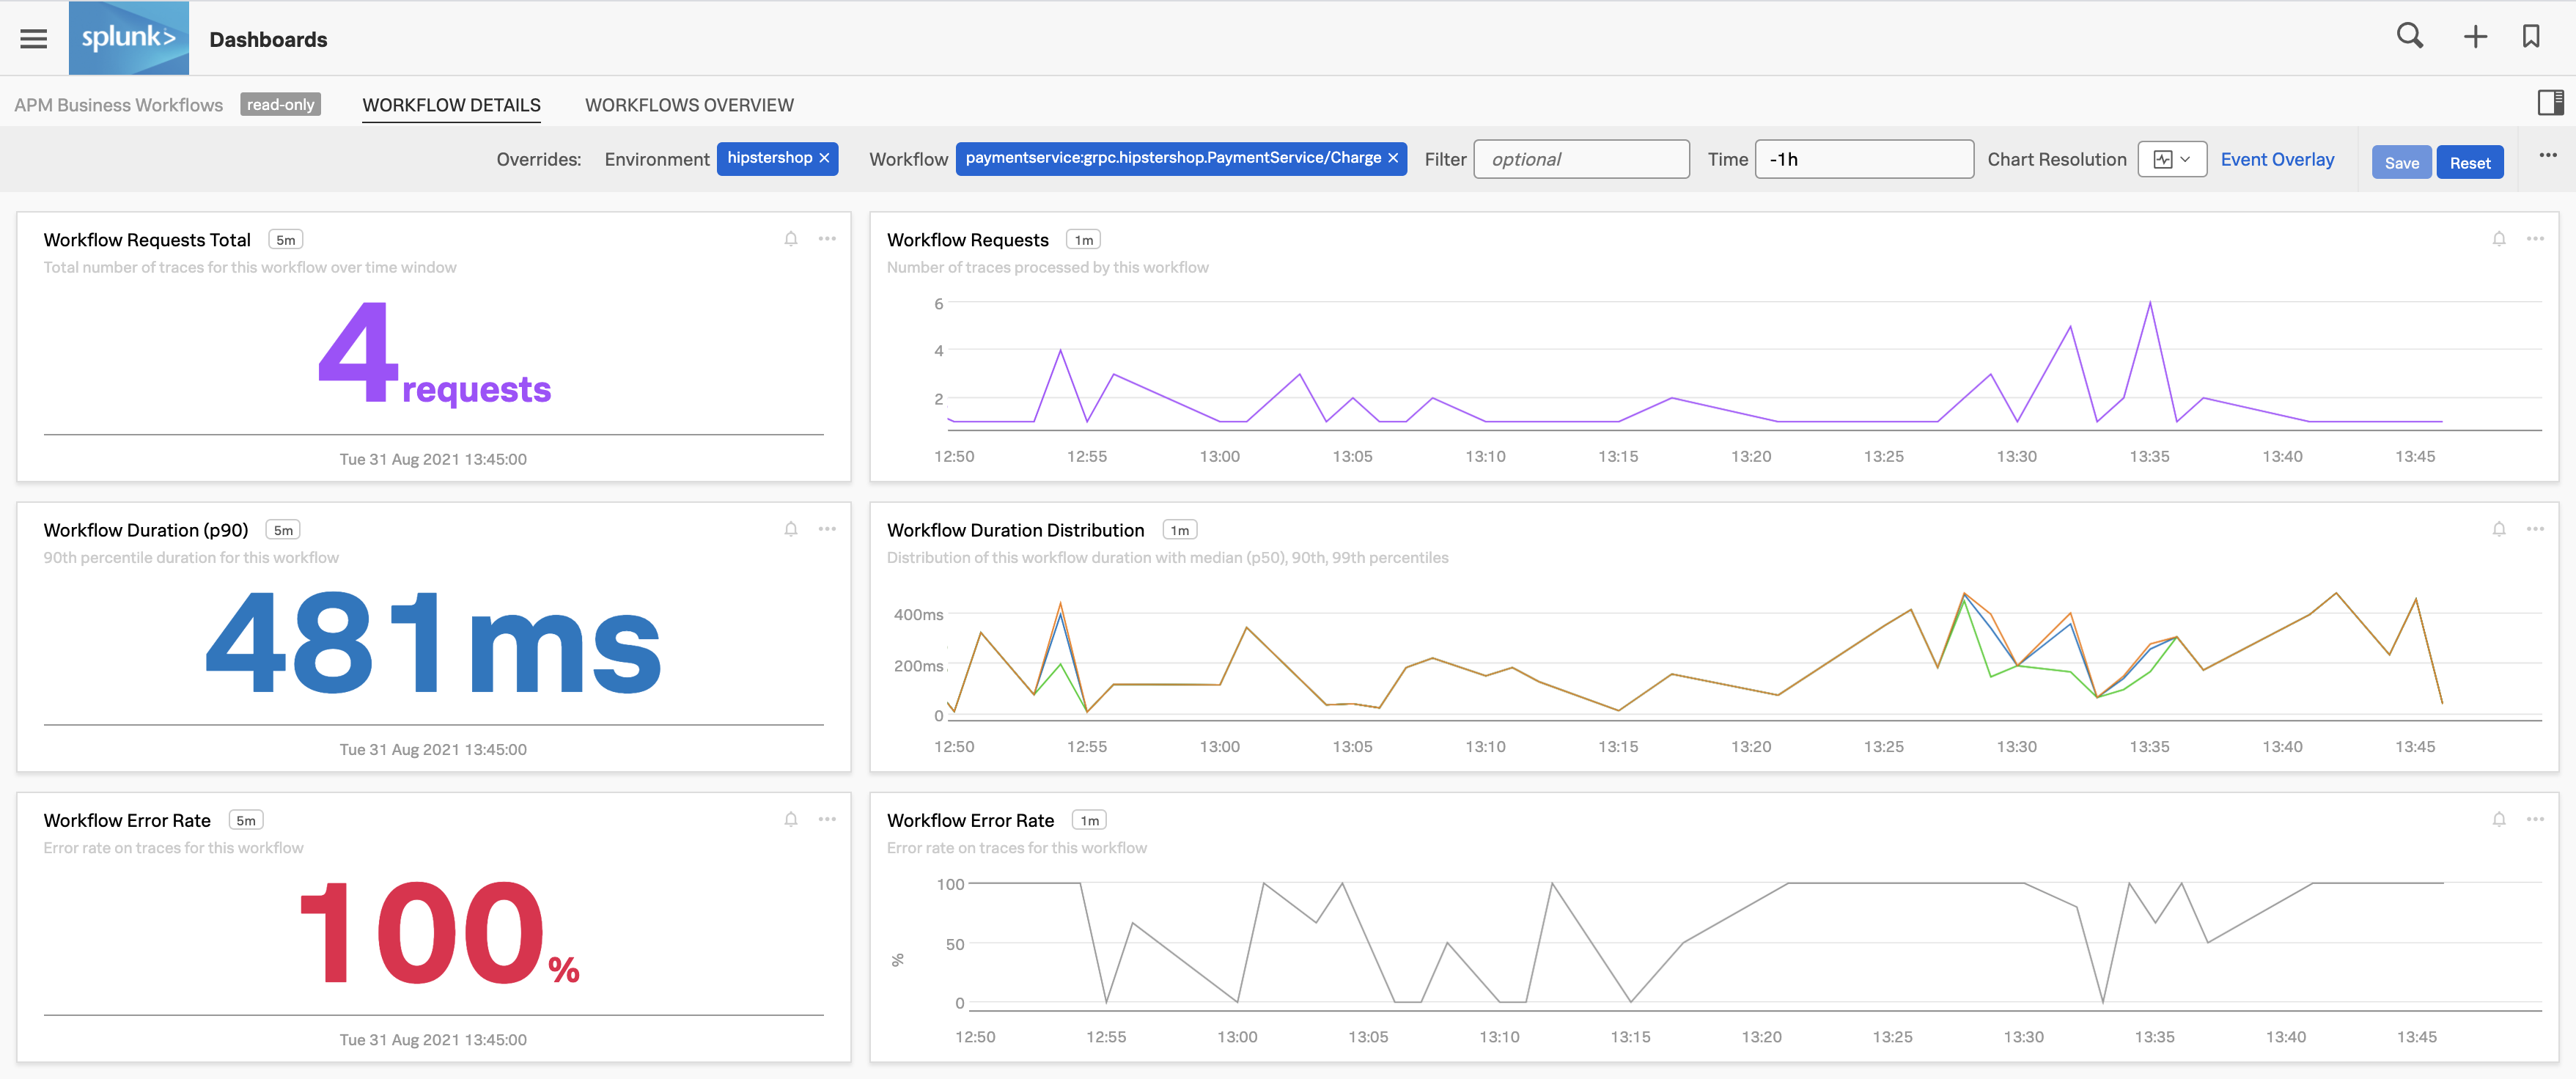 splunk> Dashboards
APM Business Workflows read-only WORKFLOW DETAILS WORKFLOWS OVERVIEW
Overrides: Environment hipstershop × Workflow paymentservice:grpc.hipstershop.PaymentService/Charge × Filter optional Time -1h Chart Resolution Event Overlay Save Reset
Workflow Requests Total 5m
Total number of traces for this workflow over time window
4 requests
Tue 31 Aug 2021 13:45:00
Workflow Requests 1m
Number of traces processed by this workflow
6
4
2
12:50 12:55 13:00 13:05 13:10 13:15 13:20 13:25 13:30 13:35 13:40 13:45
Workflow Duration (p90) 5m
90th percentile duration for this workflow
481ms
Tue 31 Aug 2021 13:45:00
Workflow Duration Distribution 1m
Distribution of this workflow duration with median (p50), 90th, 99th percentiles
400ms
200ms
0
12:50 12:55 13:00 13:05 13:10 13:15 13:20 13:25 13:30 13:35 13:40 13:45
Workflow Error Rate 5m
Error rate on traces for this workflow
100%
Tue 31 Aug 2021 13:45:00
Workflow Error Rate 1m
Error rate on traces for this workflow
100
50
%
0
12:50 12:55 13:00 13:05 13:10 13:15 13:20 13:25 13:30 13:35 13:40 13:45